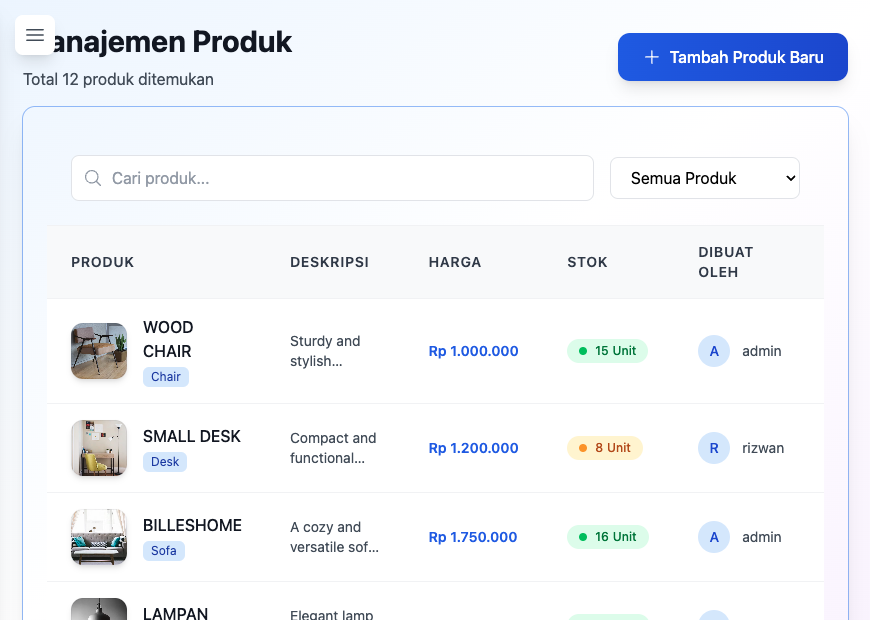 anajemen Produk
Total 12 produk ditemukan
Tambah Produk Baru
Cari produk...
Semua Produk
PRODUK DESKRIPSI HARGA STOK DIBUAT
OLEH
WOOD
CHAIR
Chair
Sturdy and
stylish...
Rp 1.000.000
15 Unit
A admin
SMALL DESK
Desk
Compact and
functional...
Rp 1.200.000
8 Unit
R rizwan
BILLESHOME
Sofa
A cozy and
versatile sof...
Rp 1.750.000
16 Unit
A admin
LAMPAN
Elegant lamp